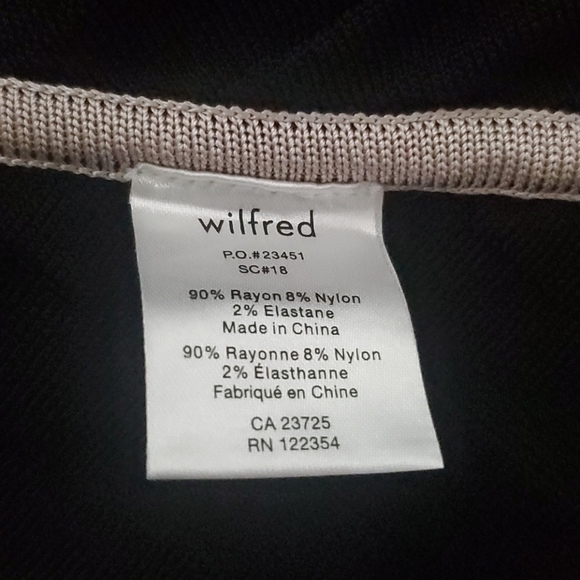 wilfred
P.O.#23451
SC#18
90% Rayon 8% Nylon
2% Elastane
Made in China
90% Rayonne 8% Nylon
2% Élasthanne
Fabriqué en Chine
CA 23725
RN 122354